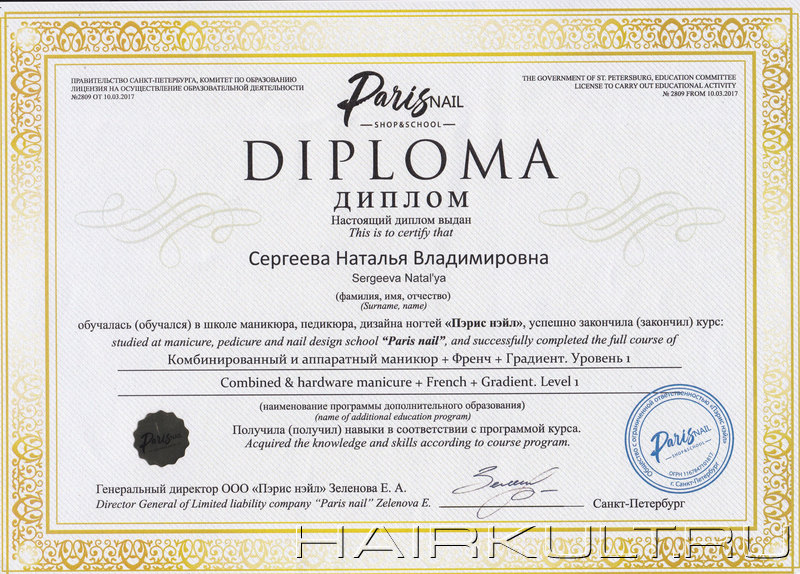 ПРАВИТЕЛЬСТВО САНКТ-ПЕТЕРБУРГА, КОМИТЕТ ПО ОБРАЗОВАНИЮ
ЛИЦЕНЗИЯ НА ОСУЩЕСТВЛЕНИЕ ОБРАЗОВАТЕЛЬНОЙ ДЕЯТЕЛЬНОСТИ
№2809 ОТ 10.03.2017
THE GOVERNMENT OF ST. PETERSBURG, EDUCATION COMMITTEE
LICENSE TO CARRY OUT EDUCATIONAL ACTIVITY
№ 2809 FROM 10.03.2017
Paris NAIL
SHOP&SCHOOL
DIPLOMA
ДИПЛОМ
Настоящий диплом выдан
This is to certify that
Сергеева Наталья Владимировна
Sergeeva Natal'ya
(фамилия, имя, отчество)
(Surname, name)
обучалась (обучался) в школе маникюра, педикюра, дизайна ногтей «Пэрис нэйл», успешно закончила (закончил) курс:
studied at manicure, pedicure and nail design school "Paris nail", and successfully completed the full course of
Комбинированный и аппаратный маникюр + Френч + Градиент. Уровень 1
Combined & hardware manicure + French + Gradient. Level 1
(наименование программы дополнительного образования)
(name of additional education program)
Получила (получил) навыки в соответствии с программой курса.
Acquired the knowledge and skills according to course program.
Paris NAIL
Общество с ограниченной ответственностью «Пэрис нэйл»
Paris NAIL
SHOP&SCHOOL
г. Санкт-Петербург
Генеральный директор ООО «Пэрис нэйл» Зеленова Е. А.
Director General of Limited liability company "Paris nail" Zelenova E.
Санкт-Петербург
HAIRKULT.RU